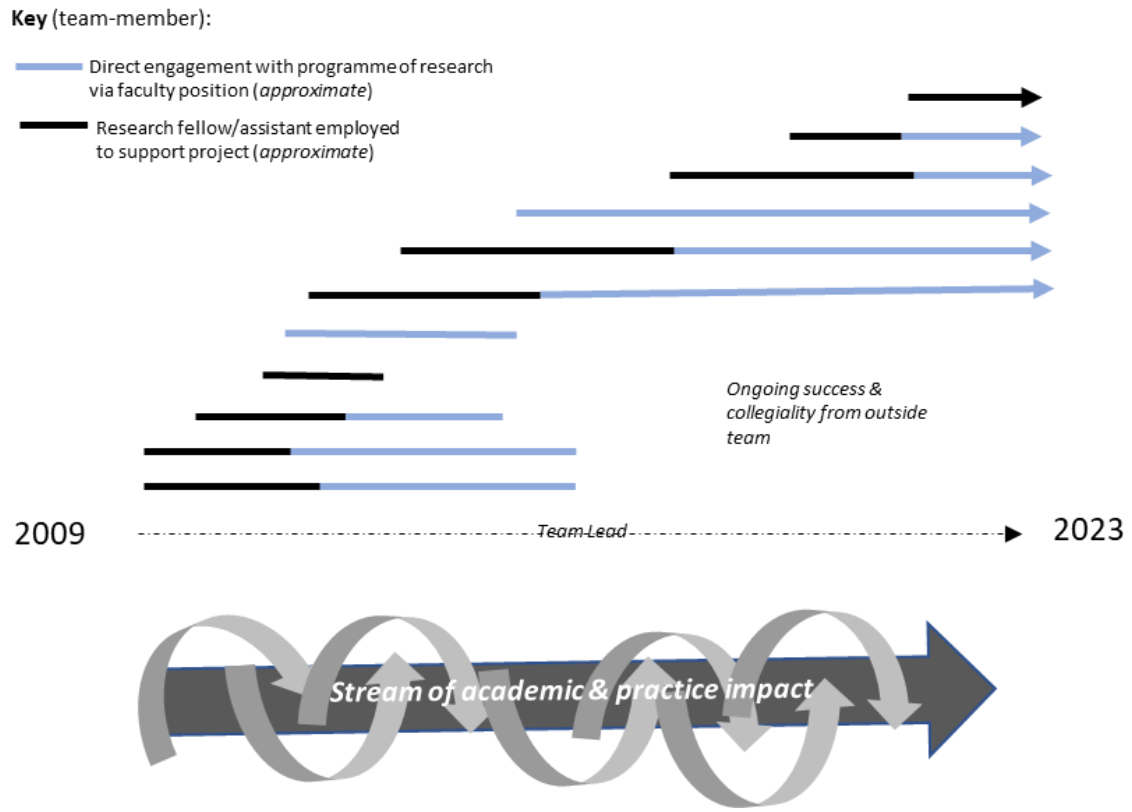 Key (team-member):
Direct engagement with programme of research
via faculty position (approximate)
Research fellow/assistant employed
to support project (approximate)
Ongoing success &
collegiality from outside
team
2009
Team Lead
2023
Stream of academic & practice impact